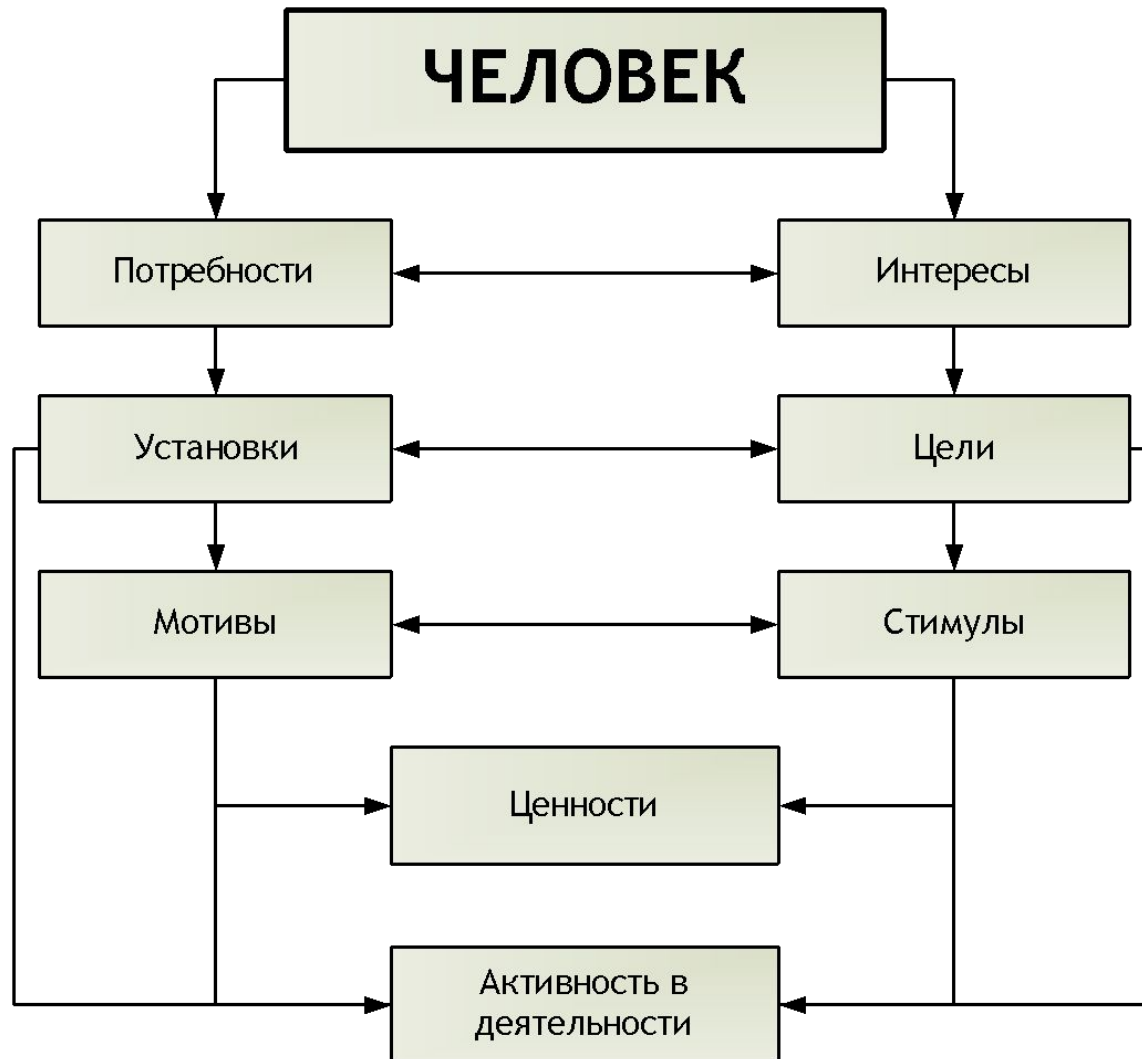 ЧЕЛОВЕК
Потребности
Интересы
Установки
Цели
Мотивы
Стимулы
Ценности
Активность в
деятельности